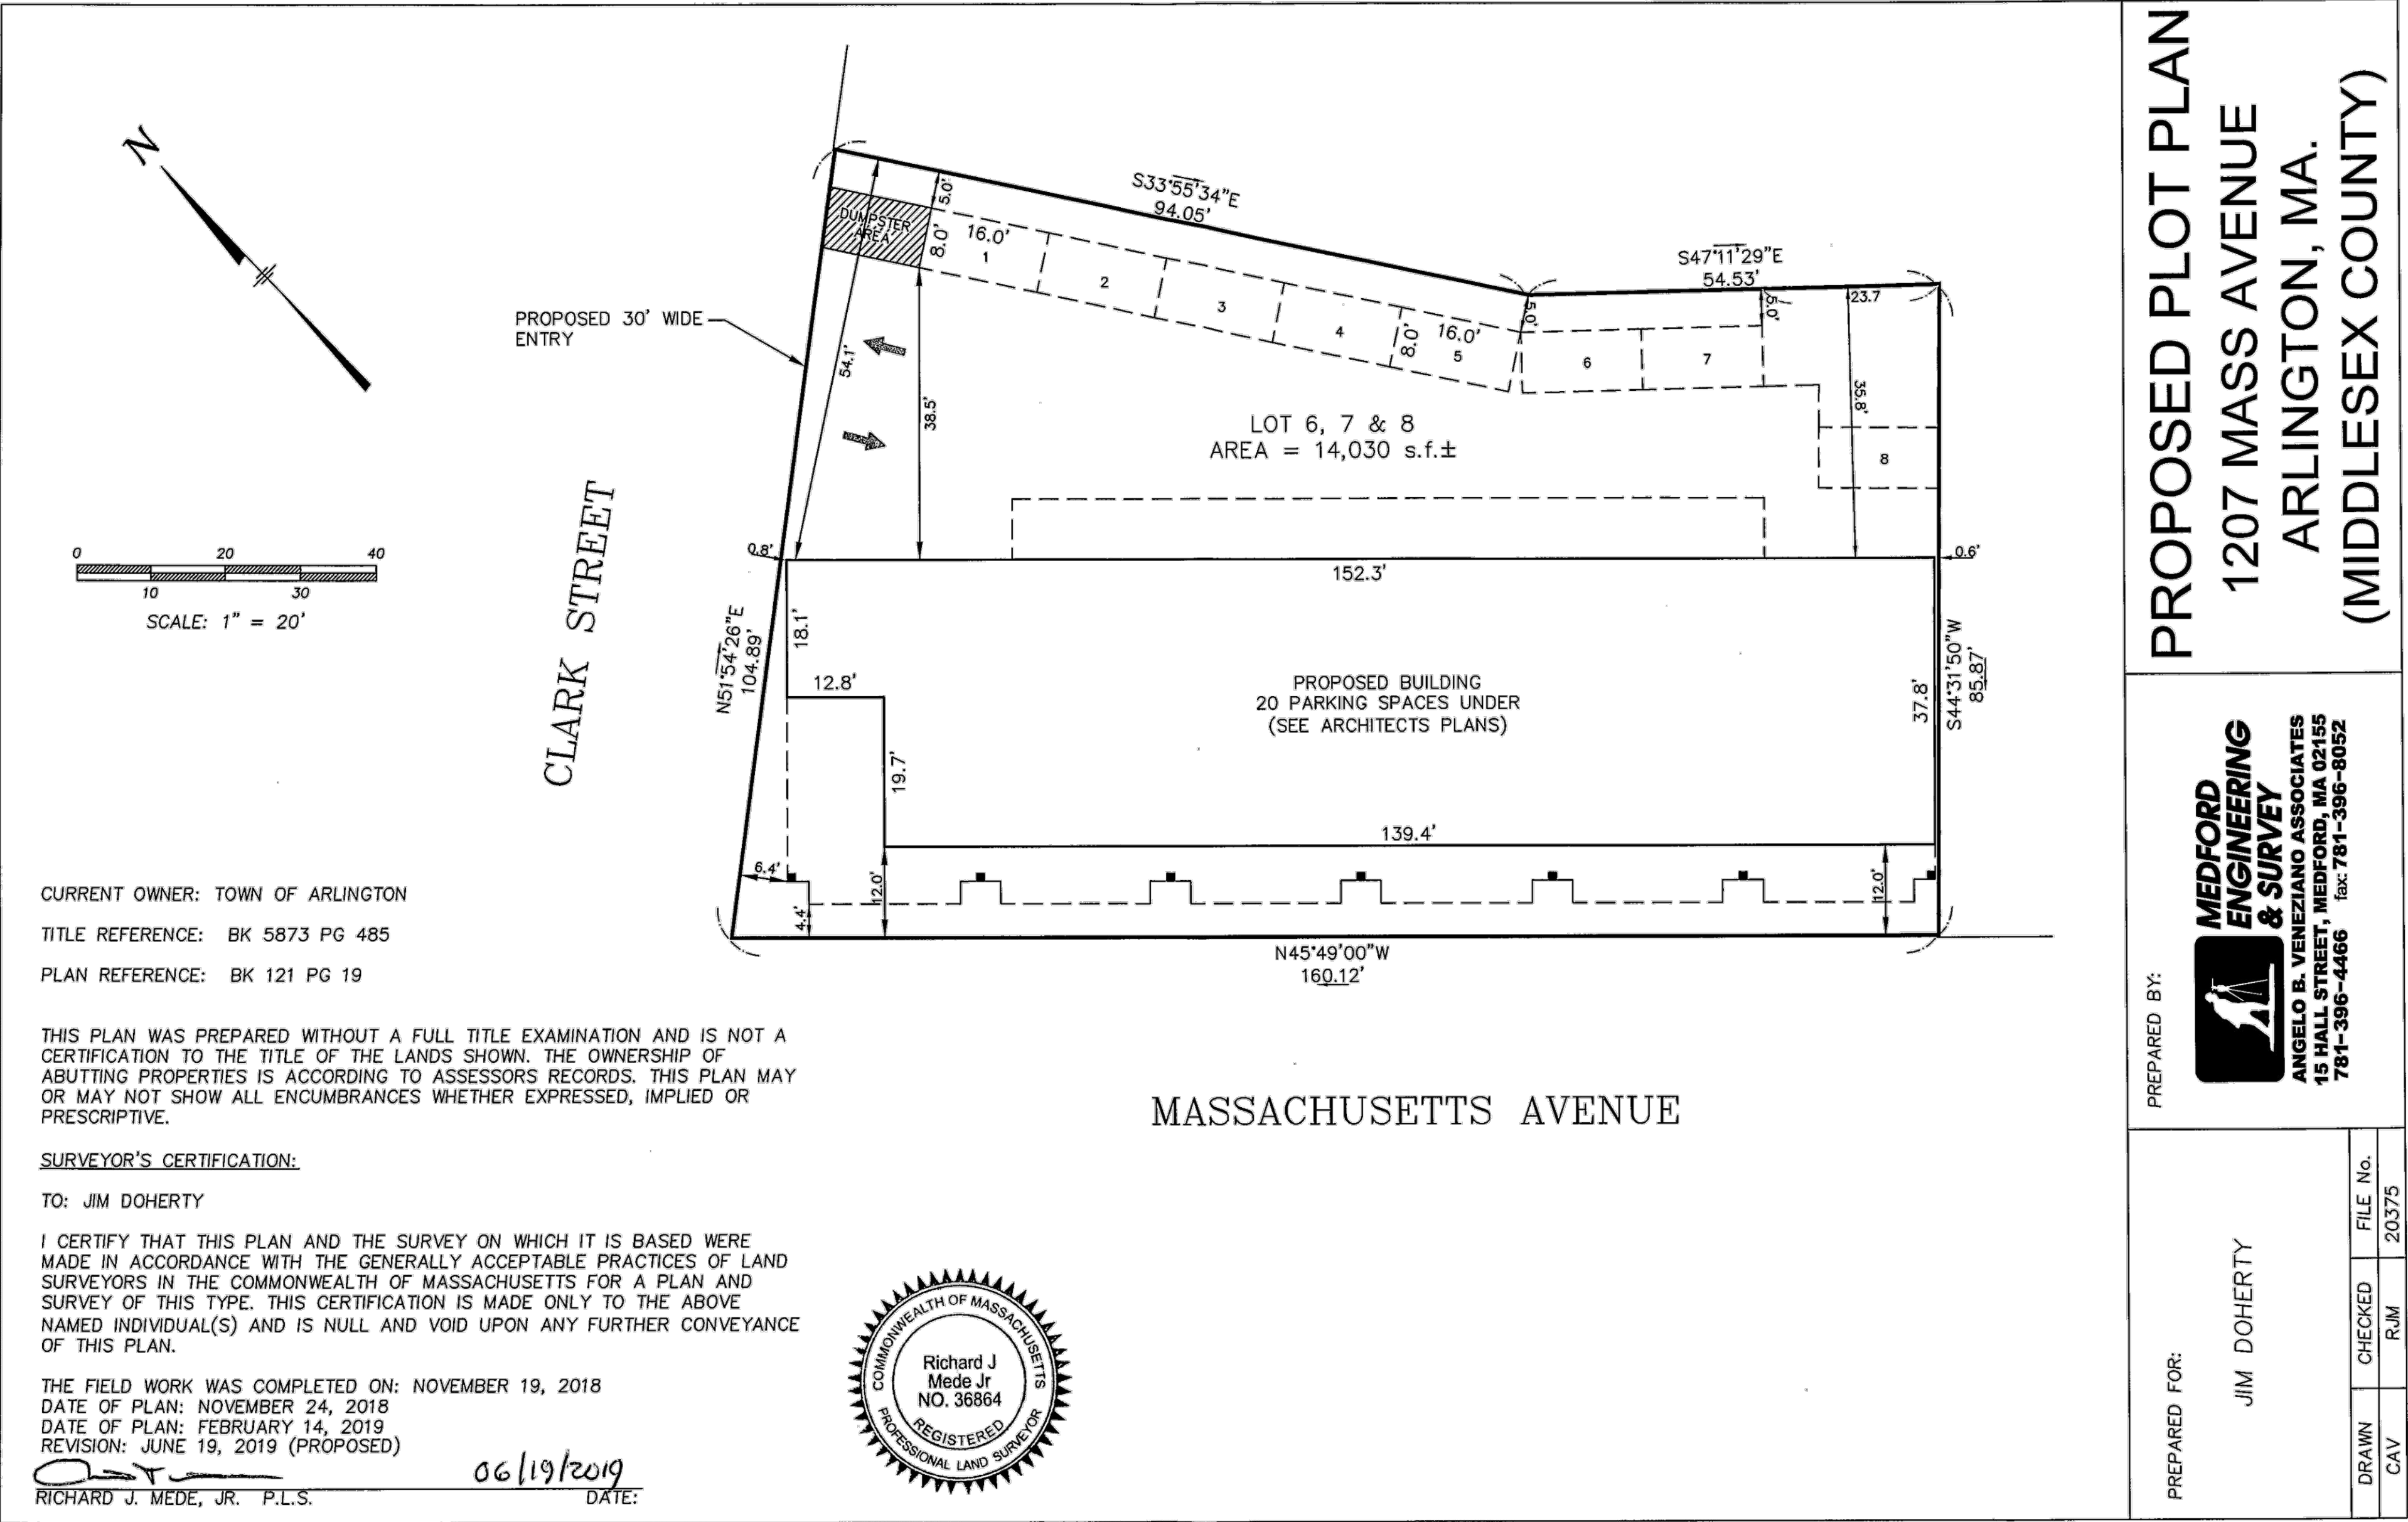 N
S33°55'34"E
94.05'
S47°11'29"E
54.53'
5.0'
DUMPSTER
AREA
8.0'
16.0'
1
2
3
4
8.0'
16.0'
5
5.0'
6
7
5.0'
23.7
35.8'
8
PROPOSED 30' WIDE
ENTRY
54.1'
38.5'
LOT 6, 7 & 8
AREA = 14,030 s.f.±
CLARK STREET
0 20 40
10 30
SCALE: 1" = 20'
0.8'
152.3'
0.6'
N51°54'26"E
104.89'
18.1'
12.8'
19.7'
PROPOSED BUILDING
20 PARKING SPACES UNDER
(SEE ARCHITECTS PLANS)
37.8'
S44°31'50"W
85.87'
139.4'
6.4'
4.4'
12.0'
12.0'
N45°49'00"W
160.12'
MASSACHUSETTS AVENUE
CURRENT OWNER: TOWN OF ARLINGTON
TITLE REFERENCE: BK 5873 PG 485
PLAN REFERENCE: BK 121 PG 19
THIS PLAN WAS PREPARED WITHOUT A FULL TITLE EXAMINATION AND IS NOT A
CERTIFICATION TO THE TITLE OF THE LANDS SHOWN. THE OWNERSHIP OF
ABUTTING PROPERTIES IS ACCORDING TO ASSESSORS RECORDS. THIS PLAN MAY
OR MAY NOT SHOW ALL ENCUMBRANCES WHETHER EXPRESSED, IMPLIED OR
PRESCRIPTIVE.
SURVEYOR'S CERTIFICATION:
TO: JIM DOHERTY
I CERTIFY THAT THIS PLAN AND THE SURVEY ON WHICH IT IS BASED WERE
MADE IN ACCORDANCE WITH THE GENERALLY ACCEPTABLE PRACTICES OF LAND
SURVEYORS IN THE COMMONWEALTH OF MASSACHUSETTS FOR A PLAN AND
SURVEY OF THIS TYPE. THIS CERTIFICATION IS MADE ONLY TO THE ABOVE
NAMED INDIVIDUAL(S) AND IS NULL AND VOID UPON ANY FURTHER CONVEYANCE
OF THIS PLAN.
THE FIELD WORK WAS COMPLETED ON: NOVEMBER 19, 2018
DATE OF PLAN: NOVEMBER 24, 2018
DATE OF PLAN: FEBRUARY 14, 2019
REVISION: JUNE 19, 2019 (PROPOSED)
06/19/2019
RICHARD J. MEDE, JR. P.L.S. DATE:
COMMONWEALTH OF MASSACHUSETTS
Richard J
Mede Jr
NO. 36864
REGISTERED
PROFESSIONAL LAND SURVEYOR
PROPOSED PLOT PLAN
1207 MASS AVENUE
ARLINGTON, MA.
(MIDDLESEX COUNTY)
PREPARED BY:
MEDFORD
ENGINEERING
& SURVEY
ANGELO B. VENEZIANO ASSOCIATES
15 HALL STREET, MEDFORD, MA 02155
781-396-4466 fax: 781-396-8052
PREPARED FOR:
JIM DOHERTY
DRAWN CHECKED FILE No.
CAV RJM 20375